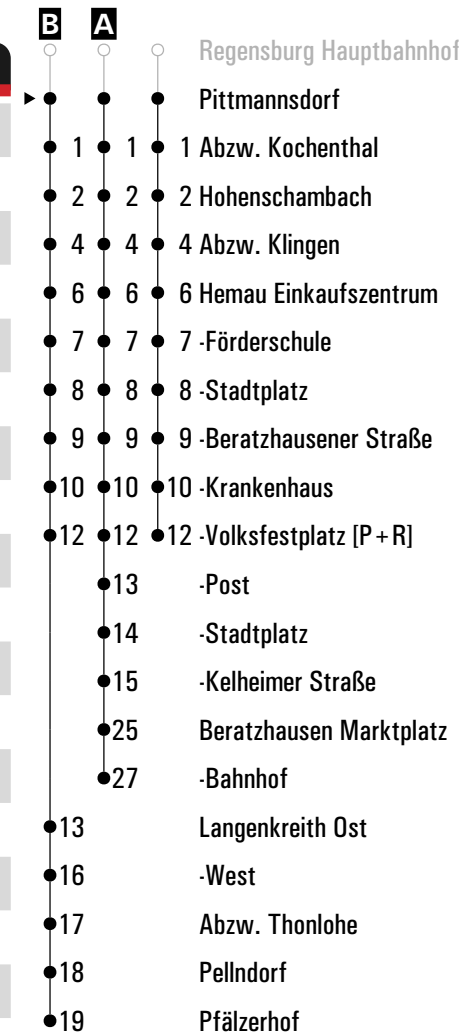 B A
Regensburg Hauptbahnhof
Pittmannsdorf
1 1 1 Abzw. Kochenthal
2 2 2 Hohenschambach
4 4 4 Abzw. Klingen
6 6 6 Hemau Einkaufszentrum
7 7 7 -Förderschule
8 8 8 -Stadtplatz
9 9 9 -Beratzhausener Straße
10 10 10 -Krankenhaus
12 12 12 -Volksfestplatz [P+R]
13 -Post
14 -Stadtplatz
15 -Kelheimer Straße
25 Beratzhausen Marktplatz
27 -Bahnhof
13 Langenkreith Ost
16 -West
17 Abzw. Thonlohe
18 Pellndorf
19 Pfälzerhof